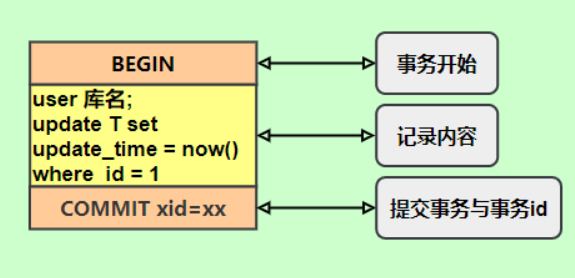 BEGIN
事务开始
user 库名;
update T set
update_time = now()
where id = 1
记录内容
COMMIT xid=xx
提交事务与事务id